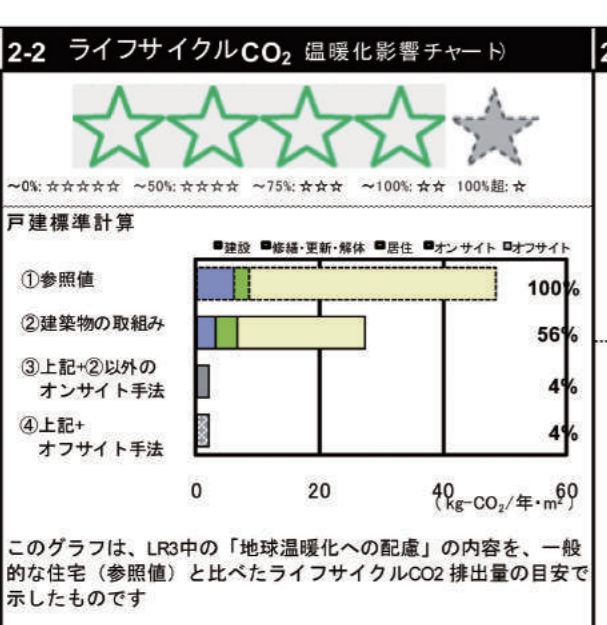 2-2 ライフサイクルCO₂ (温暖化影響チャート)
~0%: ☆☆☆☆☆ ~50%: ☆☆☆☆ ~75%: ☆☆☆ ~100%: ☆☆ 100%超: ☆
戸建標準計算
■建設 ■修繕・更新・解体 ■居住 ■オンサイト □オフサイト
①参照値 100%
②建築物の取組み 56%
③上記+②以外の
オンサイト手法 4%
④上記+
オフサイト手法 4%
0 20 40 60
(kg-CO₂/年・m²)
このグラフは、LR3中の「地球温暖化への配慮」の内容を、一般
的な住宅(参照値)と比べたライフサイクルCO2 排出量の目安で
示したものです